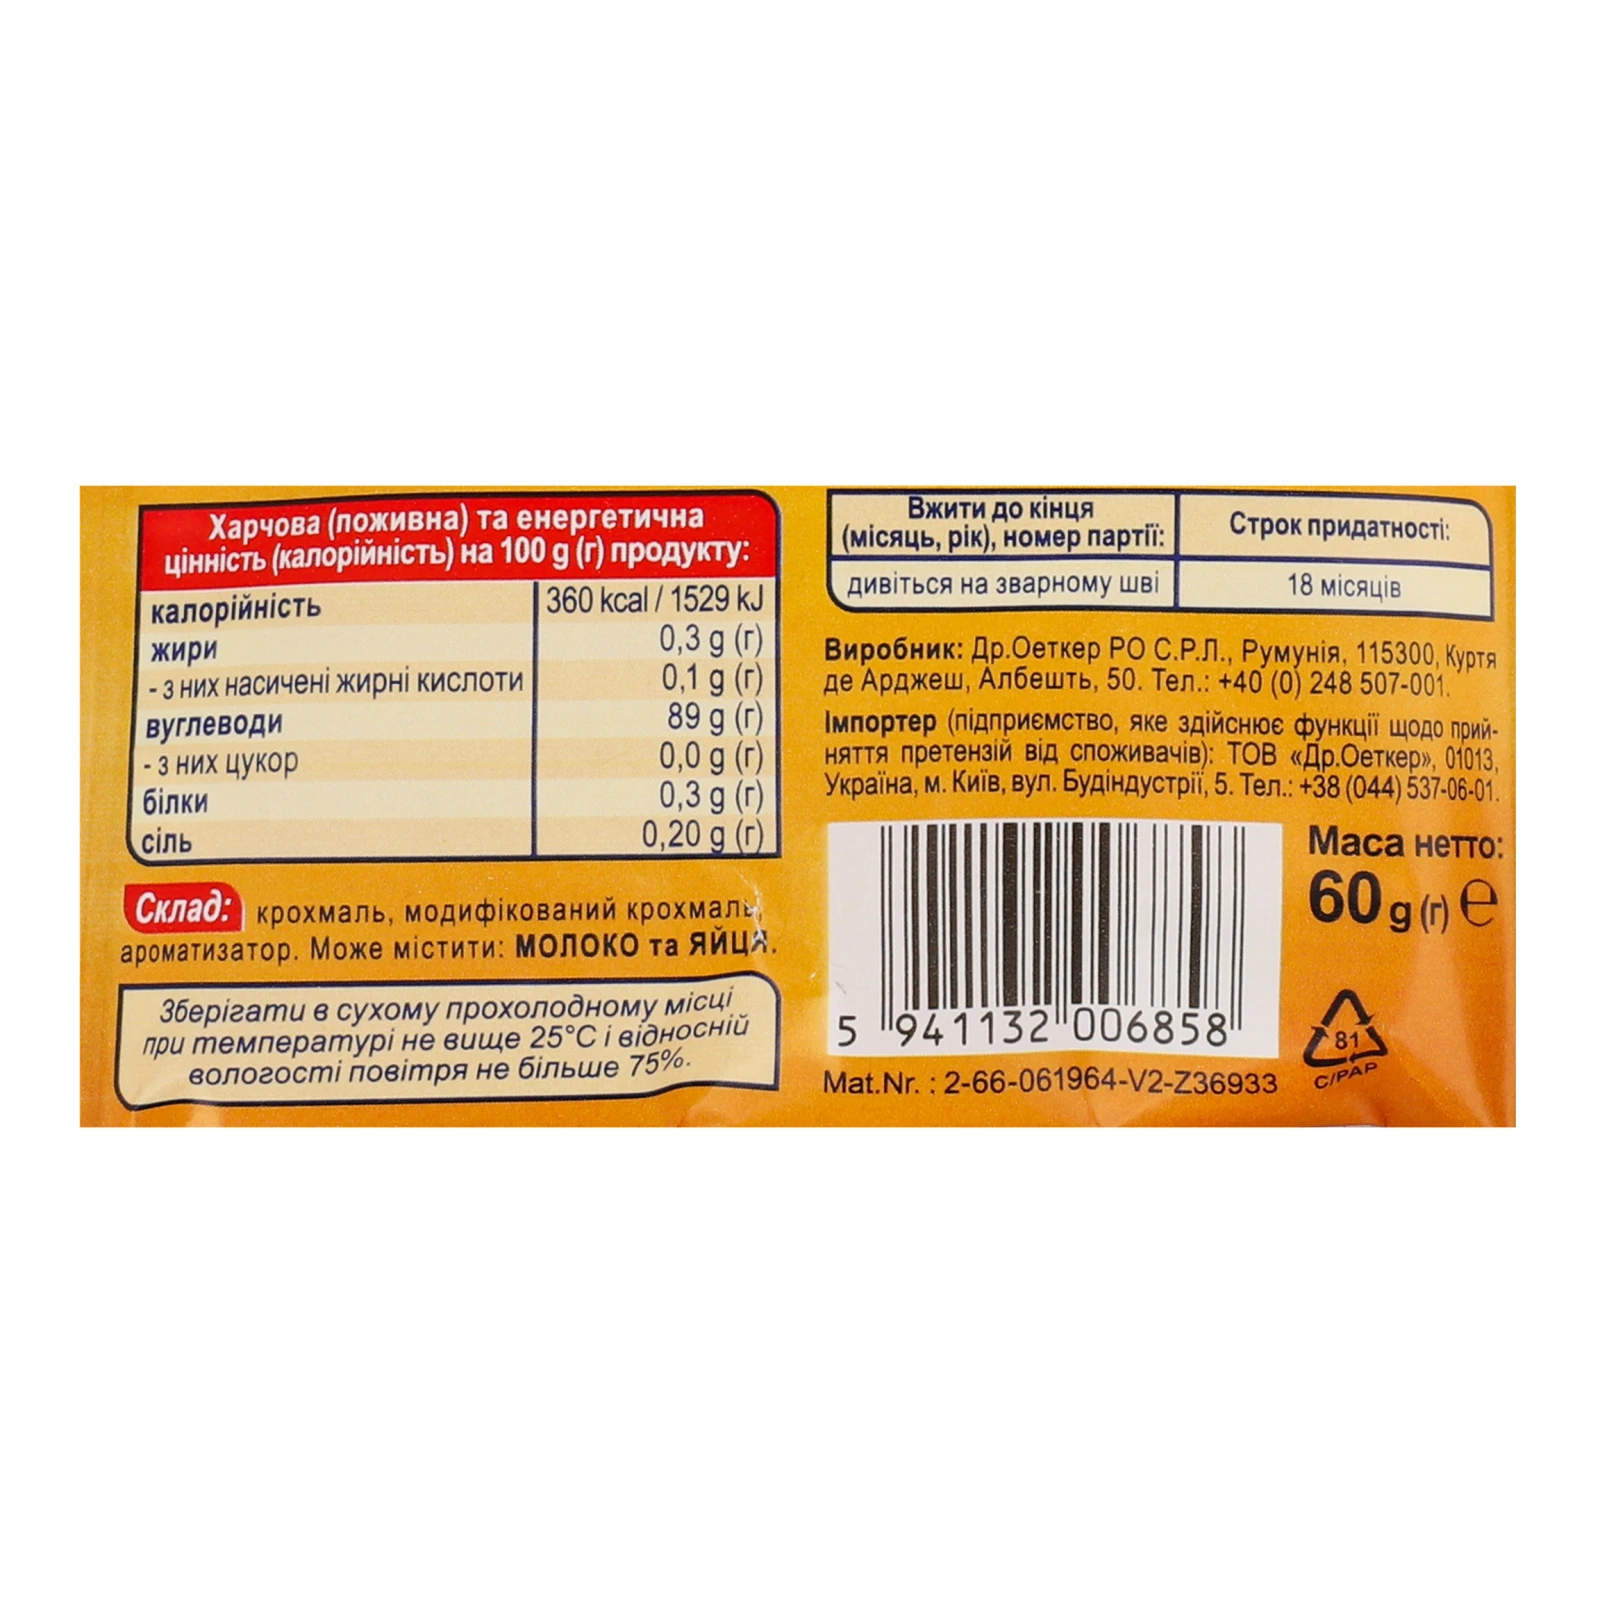 Харчова (поживна) та енергетична
цінність (калорійність) на 100 g (г) продукту:
калорійність 360 kcal / 1529 kJ
жири 0,3 g (г)
- з них насичені жирні кислоти 0,1 g (г)
вуглеводи 89 g (г)
- з них цукор 0,0 g (г)
білки 0,3 g (г)
сіль 0,20 g (г)
Склад: крохмаль, модифікований крохмаль,
ароматизатор. Може містити: МОЛОКО та ЯЙЦЯ.
Зберігати в сухому прохолодному місці
при температурі не вище 25°С і відносній
вологості повітря не більше 75%.
Вжити до кінця
(місяць, рік), номер партії:
Строк придатності:
дивіться на зварному шві
18 місяців
Виробник: Др.Оеткер РО С.Р.Л., Румунія, 115300, Куртя
де Арджеш, Албешть, 50. Тел.: +40 (0) 248 507-001.
Імпортер (підприємство, яке здійснює функції щодо прий-
няття претензій від споживачів): ТОВ «Др.Оеткер», 01013,
Україна, м. Київ, вул. Будіндустрії, 5. Тел.: +38 (044) 537-06-01.
Маса нетто:
60 g (г) ℮
5 941132 006858
81
C/PAP
Mat.Nr. : 2-66-061964-V2-Z36933